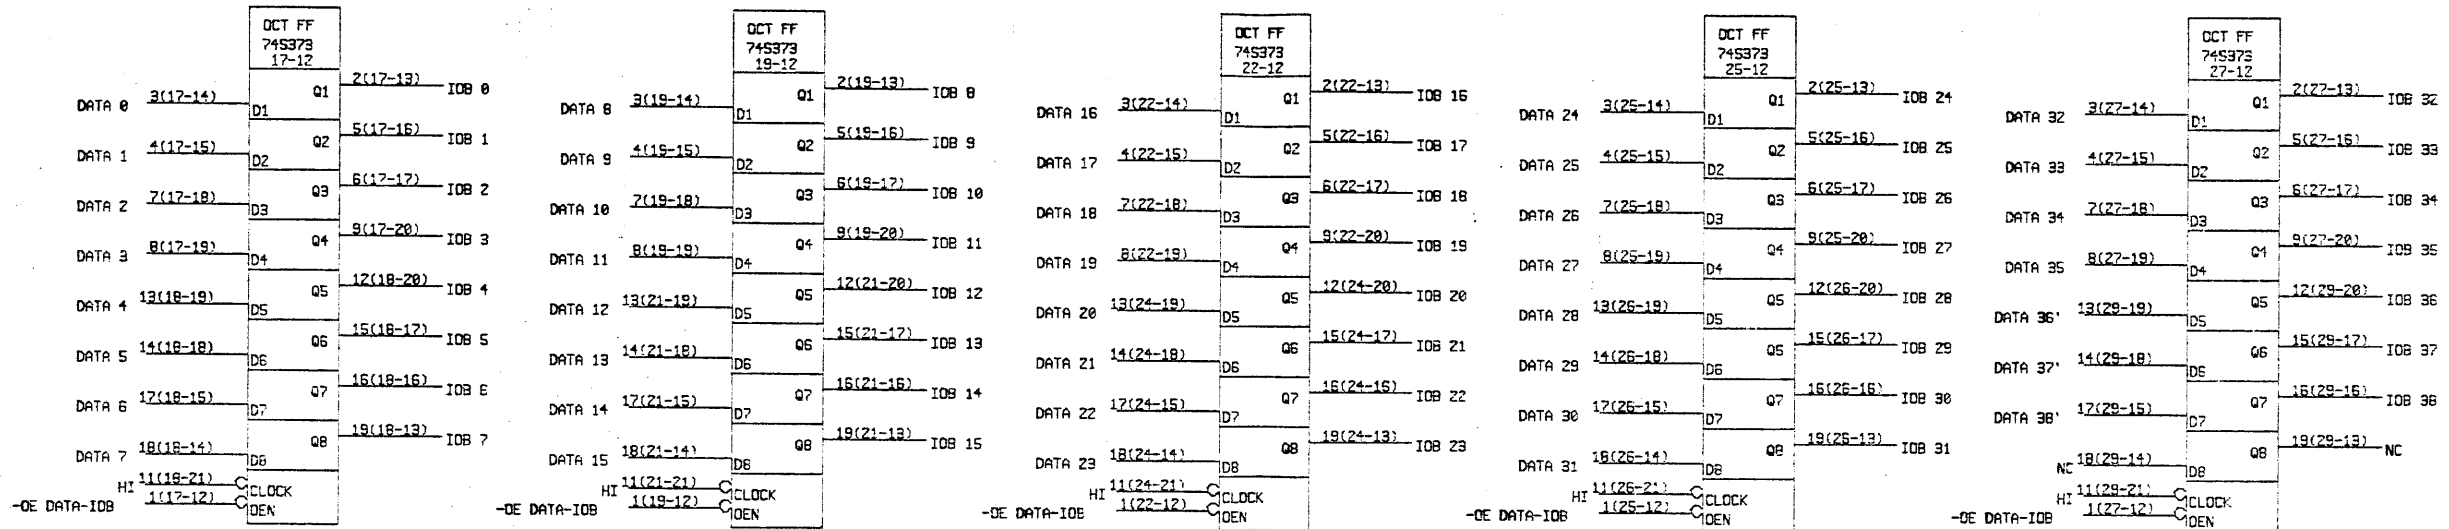 OCT FF
74S373
17-12
Q1 2(17-13) IOB 0
DATA 0 3(17-14) D1
Q2 5(17-16) IOB 1
DATA 1 4(17-15) D2
Q3 6(17-17) IOB 2
DATA 2 7(17-18) D3
Q4 9(17-20) IOB 3
DATA 3 8(17-19) D4
Q5 12(18-20) IOB 4
DATA 4 13(18-19) D5
Q6 15(18-17) IOB 5
DATA 5 14(18-18) D6
Q7 16(18-16) IOB 6
DATA 6 17(18-15) D7
Q8 19(18-13) IOB 7
DATA 7 18(18-14) D8
HI 11(18-21) CLOCK
-OE DATA-IOB 1(17-12) OEN
OCT FF
74S373
19-12
Q1 2(19-13) IOB 8
DATA 8 3(19-14) D1
Q2 5(19-16) IOB 9
DATA 9 4(19-15) D2
Q3 6(19-17) IOB 10
DATA 10 7(19-18) D3
Q4 9(19-20) IOB 11
DATA 11 8(19-19) D4
Q5 12(21-20) IOB 12
DATA 12 13(21-19) D5
Q6 15(21-17) IOB 13
DATA 13 14(21-18) D6
Q7 16(21-16) IOB 14
DATA 14 17(21-15) D7
Q8 19(21-13) IOB 15
DATA 15 18(21-14) D8
HI 11(21-21) CLOCK
-OE DATA-IOB 1(19-12) OEN
OCT FF
74S373
22-12
Q1 2(22-13) IOB 16
DATA 16 3(22-14) D1
Q2 5(22-16) IOB 17
DATA 17 4(22-15) D2
Q3 6(22-17) IOB 18
DATA 18 7(22-18) D3
Q4 9(22-20) IOB 19
DATA 19 8(22-19) D4
Q5 12(24-20) IOB 20
DATA 20 13(24-19) D5
Q6 15(24-17) IOB 21
DATA 21 14(24-18) D6
Q7 16(24-16) IOB 22
DATA 22 17(24-15) D7
Q8 19(24-13) IOB 23
DATA 23 18(24-14) D8
HI 11(24-21) CLOCK
-OE DATA-IOB 1(22-12) OEN
OCT FF
74S373
25-12
Q1 2(25-13) IOB 24
DATA 24 3(25-14) D1
Q2 5(25-16) IOB 25
DATA 25 4(25-15) D2
Q3 6(25-17) IOB 26
DATA 26 7(25-18) D3
Q4 9(25-20) IOB 27
DATA 27 8(25-19) D4
Q5 12(26-20) IOB 28
DATA 28 13(26-19) D5
Q6 15(26-17) IOB 29
DATA 29 14(26-18) D6
Q7 16(26-16) IOB 30
DATA 30 17(26-15) D7
Q8 19(26-13) IOB 31
DATA 31 18(26-14) D8
HI 11(26-21) CLOCK
-OE DATA-IOB 1(25-12) OEN
OCT FF
74S373
27-12
Q1 2(27-13) IOB 32
DATA 32 3(27-14) D1
Q2 5(27-16) IOB 33
DATA 33 4(27-15) D2
Q3 6(27-17) IOB 34
DATA 34 7(27-18) D3
Q4 9(27-20) IOB 35
DATA 35 8(27-19) D4
Q5 12(29-20) IOB 36
DATA 36' 13(29-19) D5
Q6 15(29-17) IOB 37
DATA 37' 14(29-18) D6
Q7 16(29-16) IOB 38
DATA 38' 17(29-15) D7
Q8 19(29-13) NC
NC 18(29-14) D8
HI 11(29-21) CLOCK
-OE DATA-IOB 1(27-12) OEN